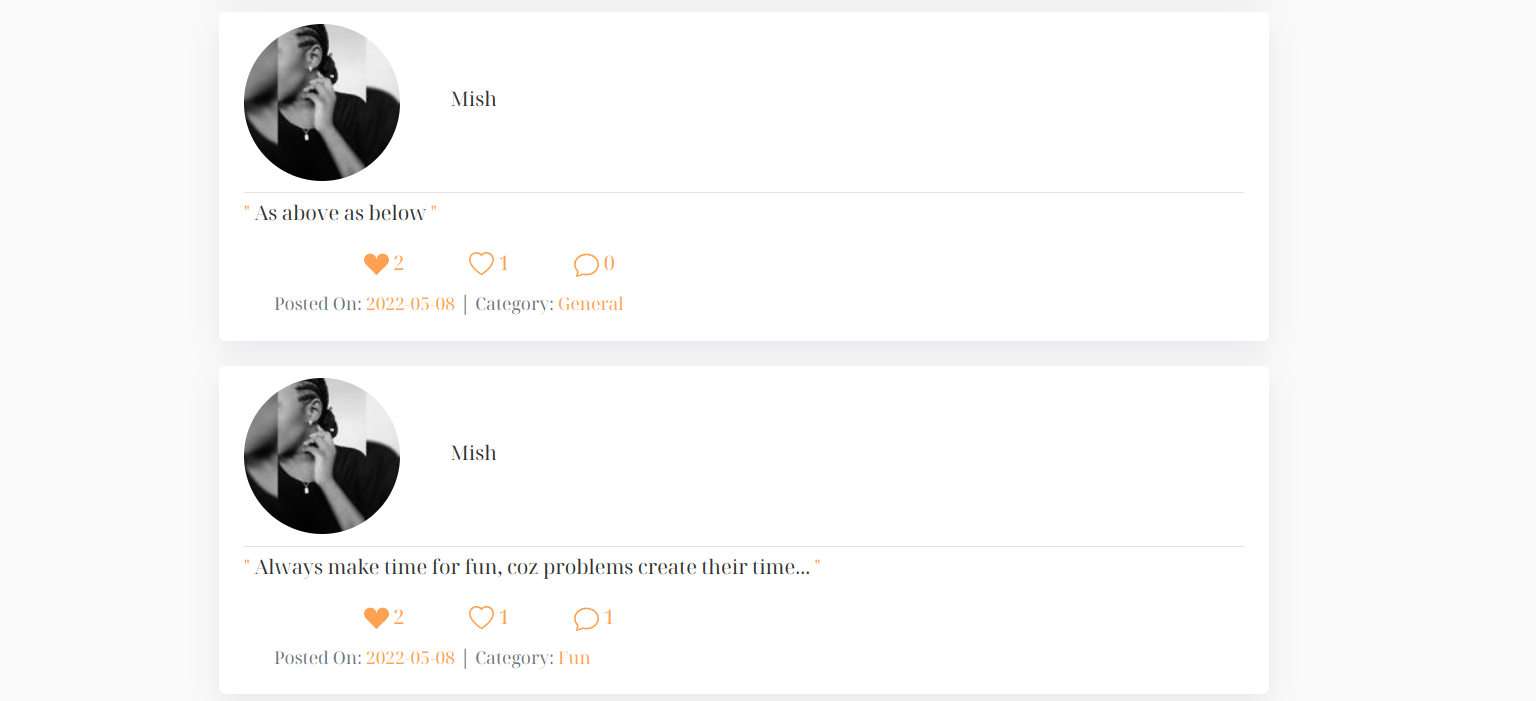 Mish
" As above as below "
2 1 0
Posted On: 2022-05-08 | Category: General
Mish
" Always make time for fun, coz problems create their time... "
2 1 1
Posted On: 2022-05-08 | Category: Fun